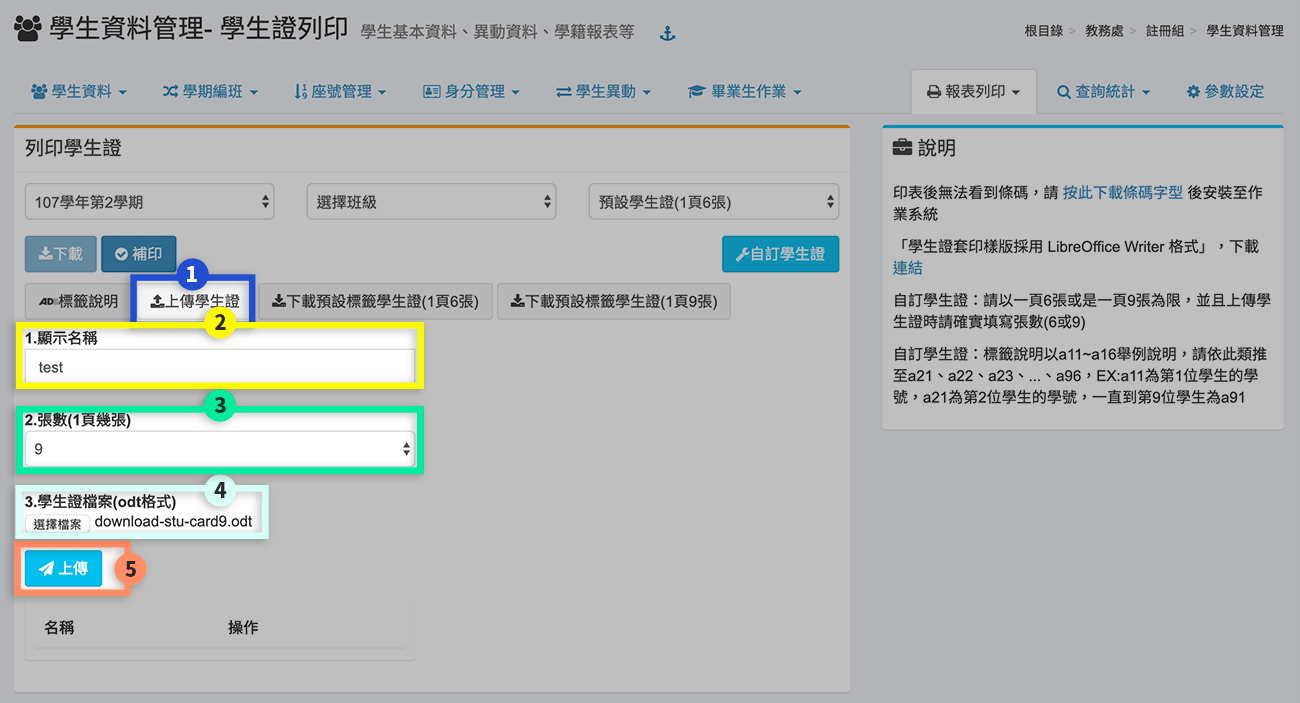 學生資料管理- 學生證列印 學生基本資料、異動資料、學籍報表等
根目錄 > 教務處 > 註冊組 > 學生資料管理
學生資料 學期編班 座號管理 身分管理 學生異動 畢業生作業 報表列印 查詢統計 參數設定
列印學生證
107學年第2學期 選擇班級 預設學生證(1頁6張)
下載 補印 自訂學生證
1
AD 標籤說明 上傳學生證 下載預設標籤學生證(1頁6張) 下載預設標籤學生證(1頁9張)
2
1.顯示名稱
test
3
2.張數(1頁幾張)
9
4
3.學生證檔案(odt格式)
選擇檔案 download-stu-card9.odt
上傳 5
名稱 操作
說明
印表後無法看到條碼，請 按此下載條碼字型 後安裝至作
業系統
「學生證套印樣版採用 LibreOffice Writer 格式」，下載
連結
自訂學生證：請以一頁6張或是一頁9張為限，並且上傳學
生證時請確實填寫張數(6或9)
自訂學生證：標籤說明以a11~a16舉例說明，請依此類推
至a21、a22、a23、...、a96，EX:a11為第1位學生的學
號，a21為第2位學生的學號，一直到第9位學生為a91